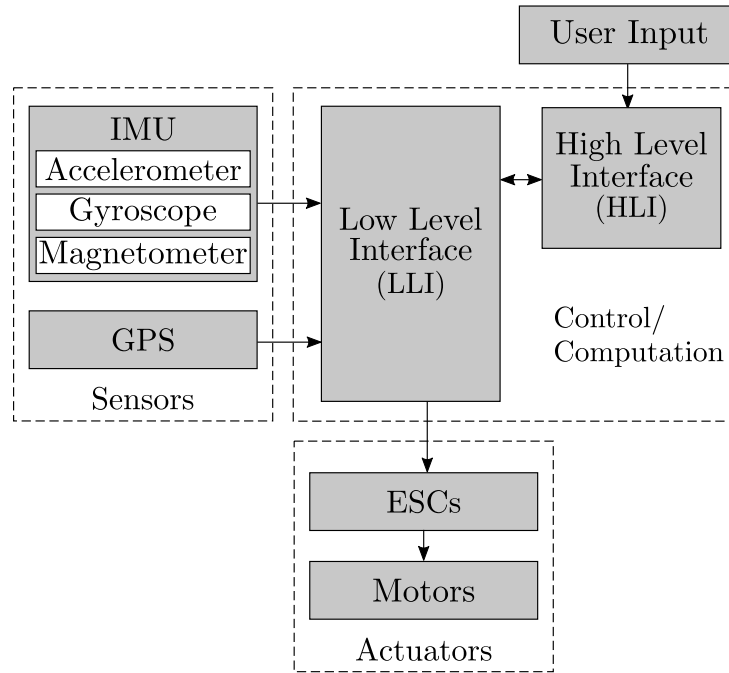 User Input
IMU
Accelerometer
Gyroscope
Magnetometer
GPS
Sensors
Low Level
Interface
(LLI)
High Level
Interface
(HLI)
Control/
Computation
ESCs
Motors
Actuators